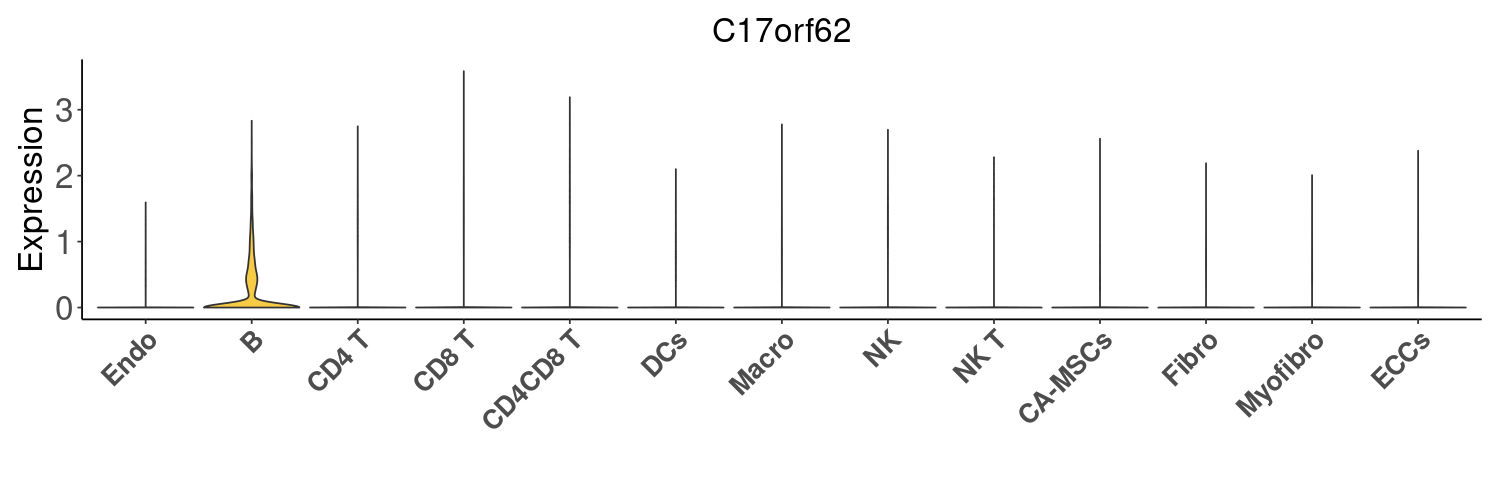 C17orf62
Expression
3
2
1
0
Endo
B
CD4 T
CD8 T
CD4CD8 T
DCs
Macro
NK
NK T
CA-MSCs
Fibro
Myofibro
ECCs